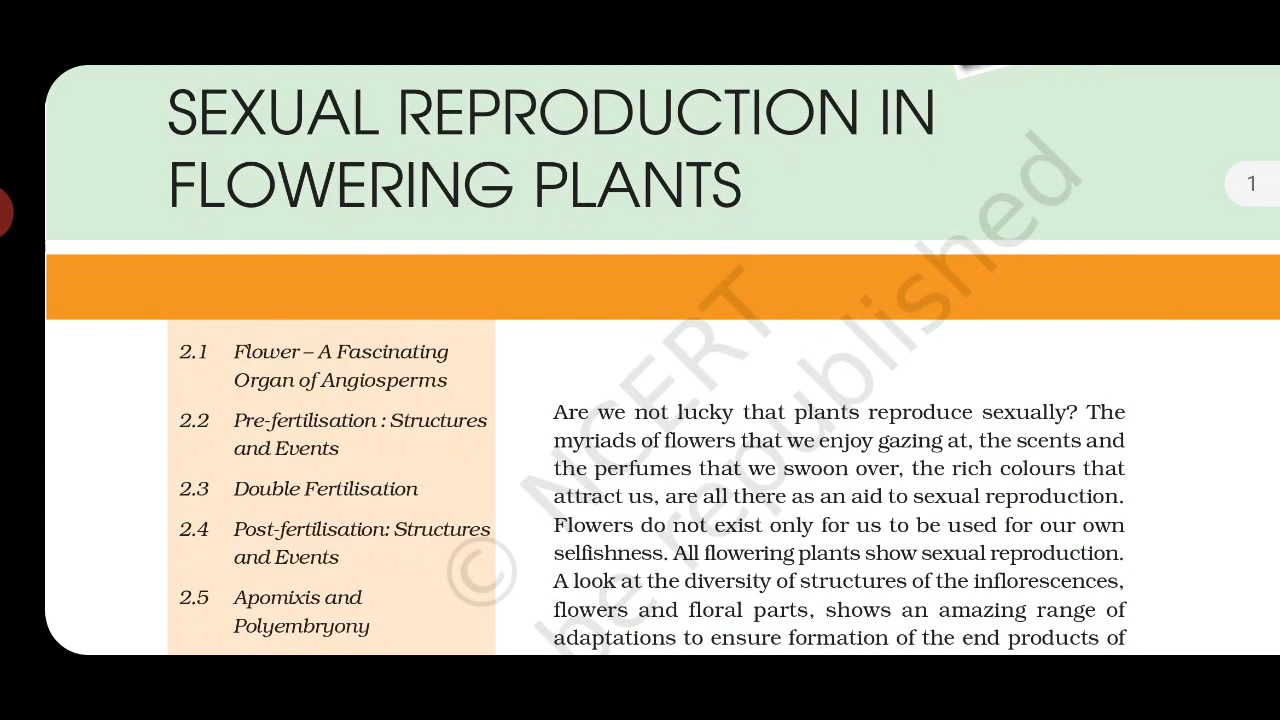 SEXUAL REPRODUCTION IN
FLOWERING PLANTS
1
2.1 Flower – A Fascinating
Organ of Angiosperms
2.2 Pre-fertilisation : Structures
and Events
2.3 Double Fertilisation
2.4 Post-fertilisation: Structures
and Events
2.5 Apomixis and
Polyembryony
Are we not lucky that plants reproduce sexually? The
myriads of flowers that we enjoy gazing at, the scents and
the perfumes that we swoon over, the rich colours that
attract us, are all there as an aid to sexual reproduction.
Flowers do not exist only for us to be used for our own
selfishness. All flowering plants show sexual reproduction.
A look at the diversity of structures of the inflorescences,
flowers and floral parts, shows an amazing range of
adaptations to ensure formation of the end products of
© NCERT
be republished